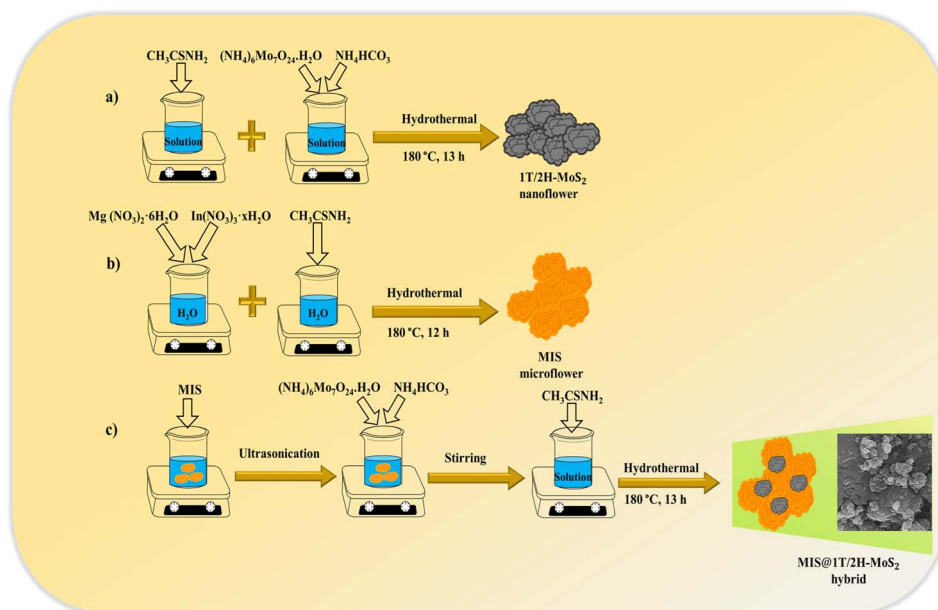 CH₃CSNH₂
(NH₄)₆Mo₇O₂₄.H₂O
NH₄HCO₃
a)
Solution
Solution
Hydrothermal
180 °C, 13 h
1T/2H-MoS₂
nanoflower
Mg (NO₃)₂·6H₂O
In(NO₃)₃·xH₂O
CH₃CSNH₂
b)
H₂O
H₂O
Hydrothermal
180 °C, 12 h
MIS
microflower
MIS
(NH₄)₆Mo₇O₂₄.H₂O
NH₄HCO₃
CH₃CSNH₂
c)
Ultrasonication
Stirring
Solution
Hydrothermal
180 °C, 13 h
MIS@1T/2H-MoS₂
hybrid